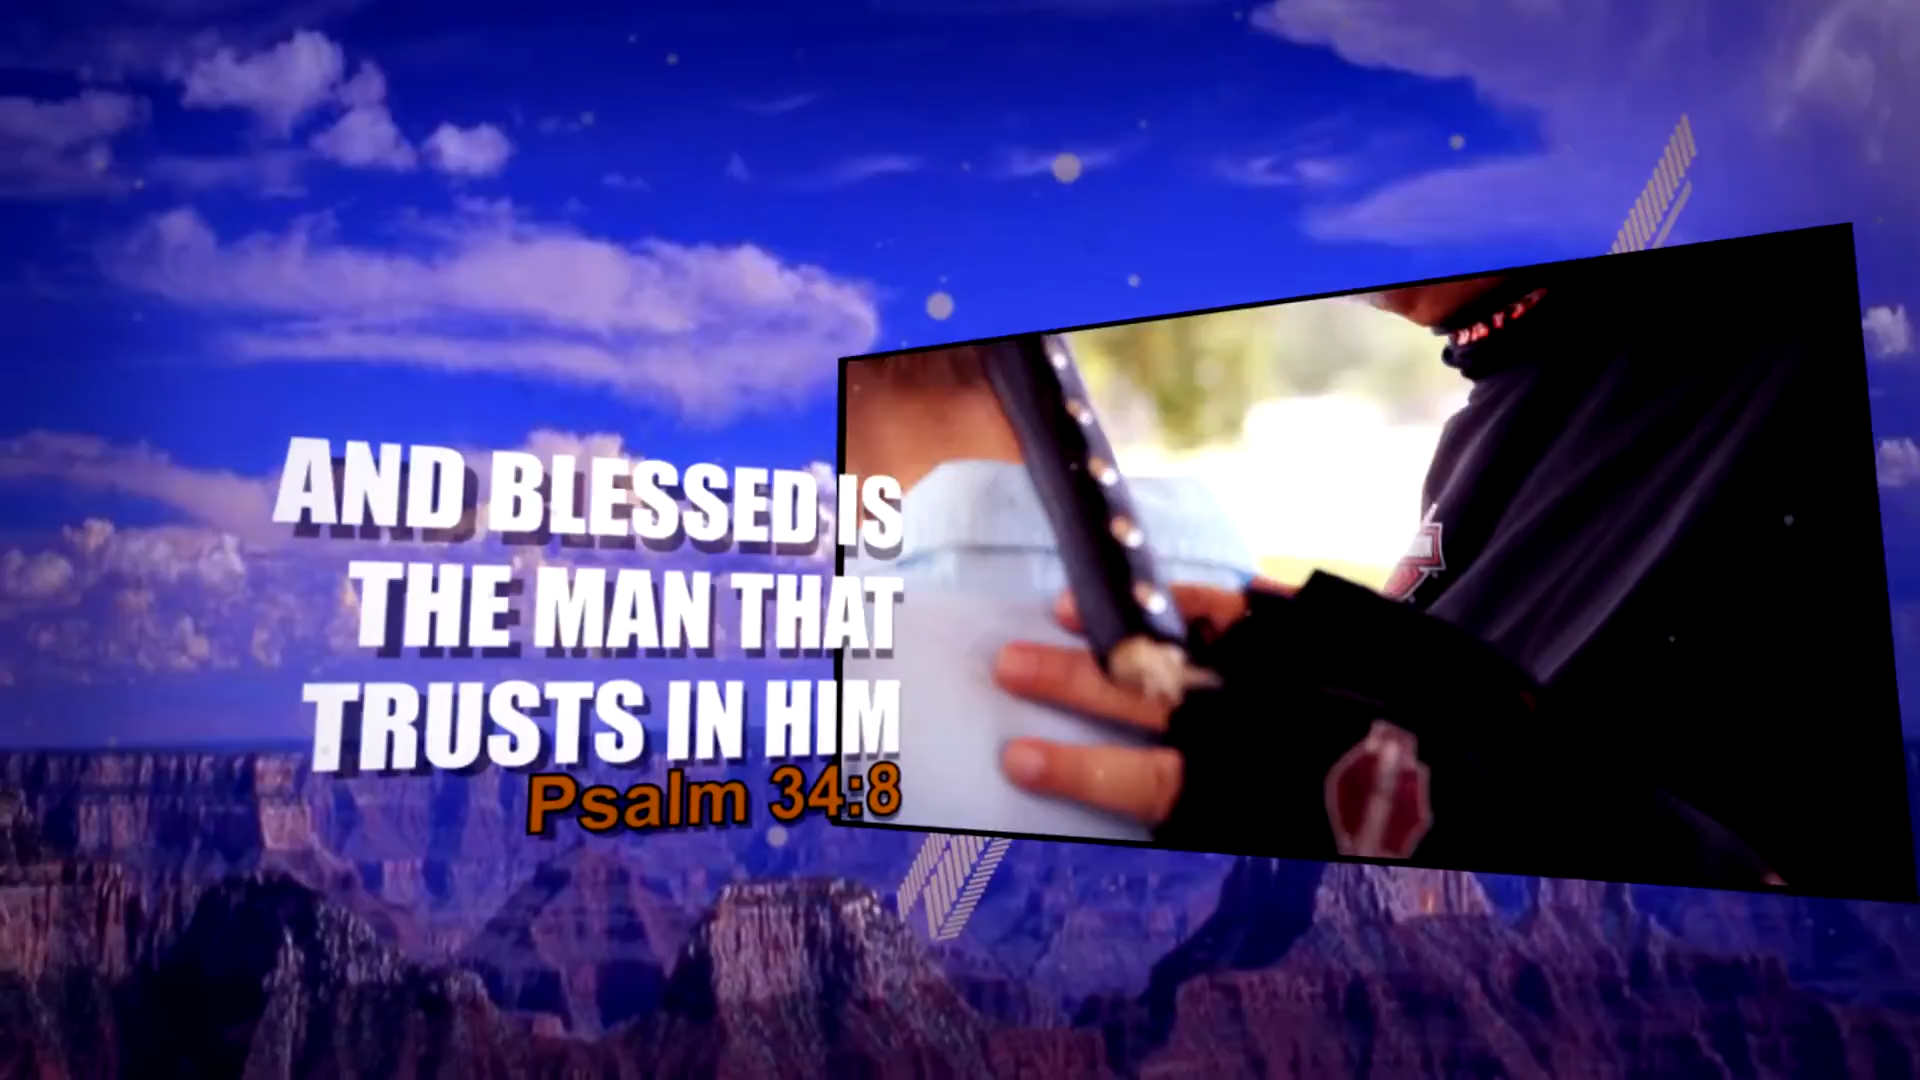 AND BLESSED IS
THE MAN THAT
TRUSTS IN HIM
Psalm 34:8